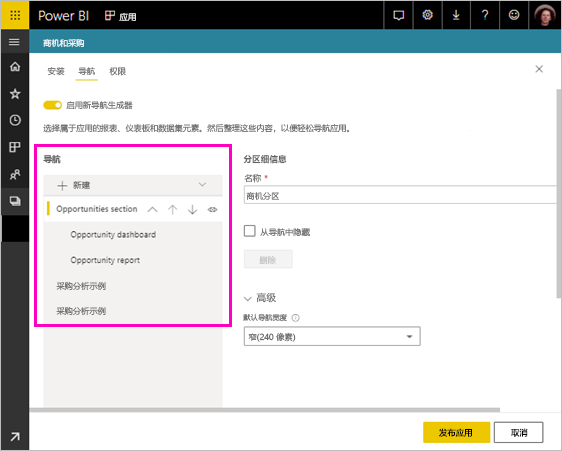 Power BI 应用
商机和采购
安装 导航 权限
启用新导航生成器
选择属于应用的报表、仪表板和数据集元素。然后整理这些内容，以便轻松导航应用。
导航
新建
Opportunities section
Opportunity dashboard
Opportunity report
采购分析示例
采购分析示例
分区细信息
名称 *
商机分区
从导航中隐藏
删除
高级
默认导航宽度
窄(240 像素)
发布应用 取消